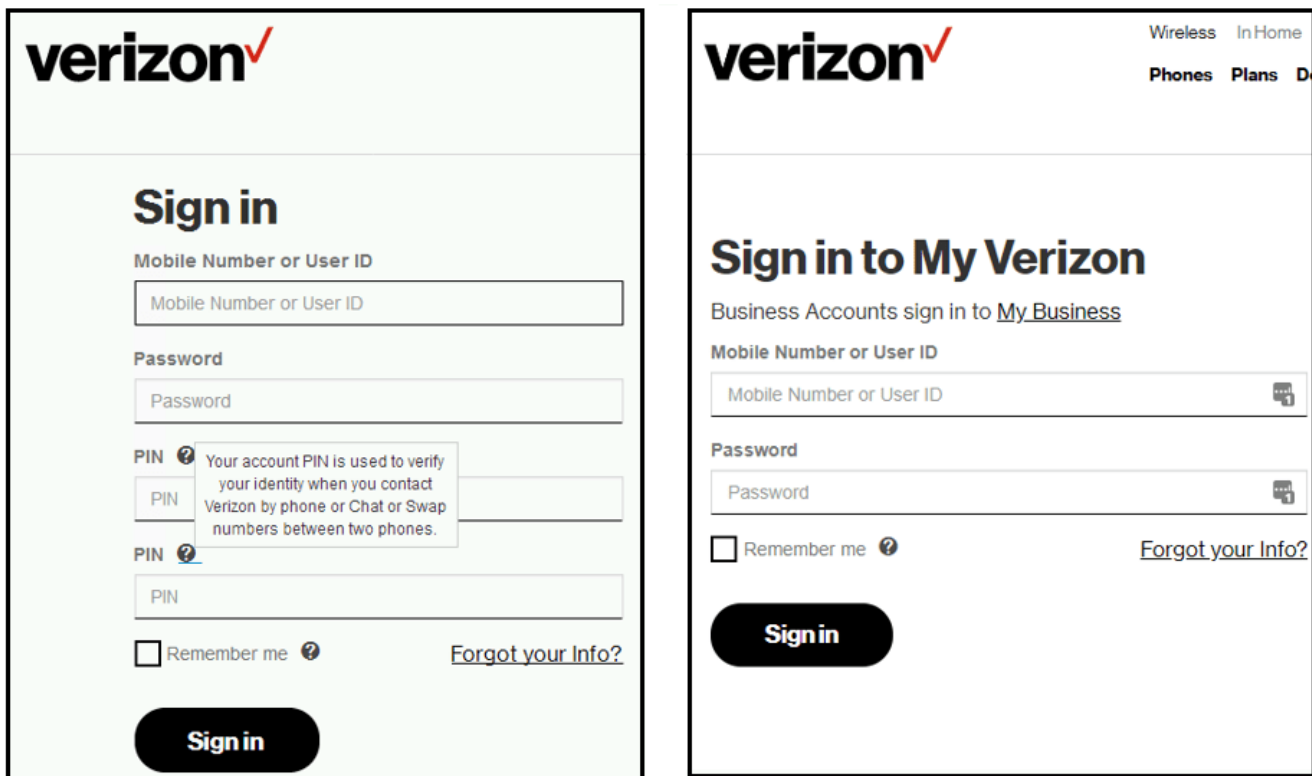 verizon
Sign in
Mobile Number or User ID
Mobile Number or User ID
Password
Password
PIN ?
Your account PIN is used to verify
your identity when you contact
Verizon by phone or Chat or Swap
numbers between two phones.
PIN
PIN ?
PIN
Remember me ?
Forgot your Info?
Sign in
verizon
Wireless In Home
Phones Plans
Sign in to My Verizon
Business Accounts sign in to My Business
Mobile Number or User ID
Mobile Number or User ID
Password
Password
Remember me ?
Forgot your Info?
Sign in